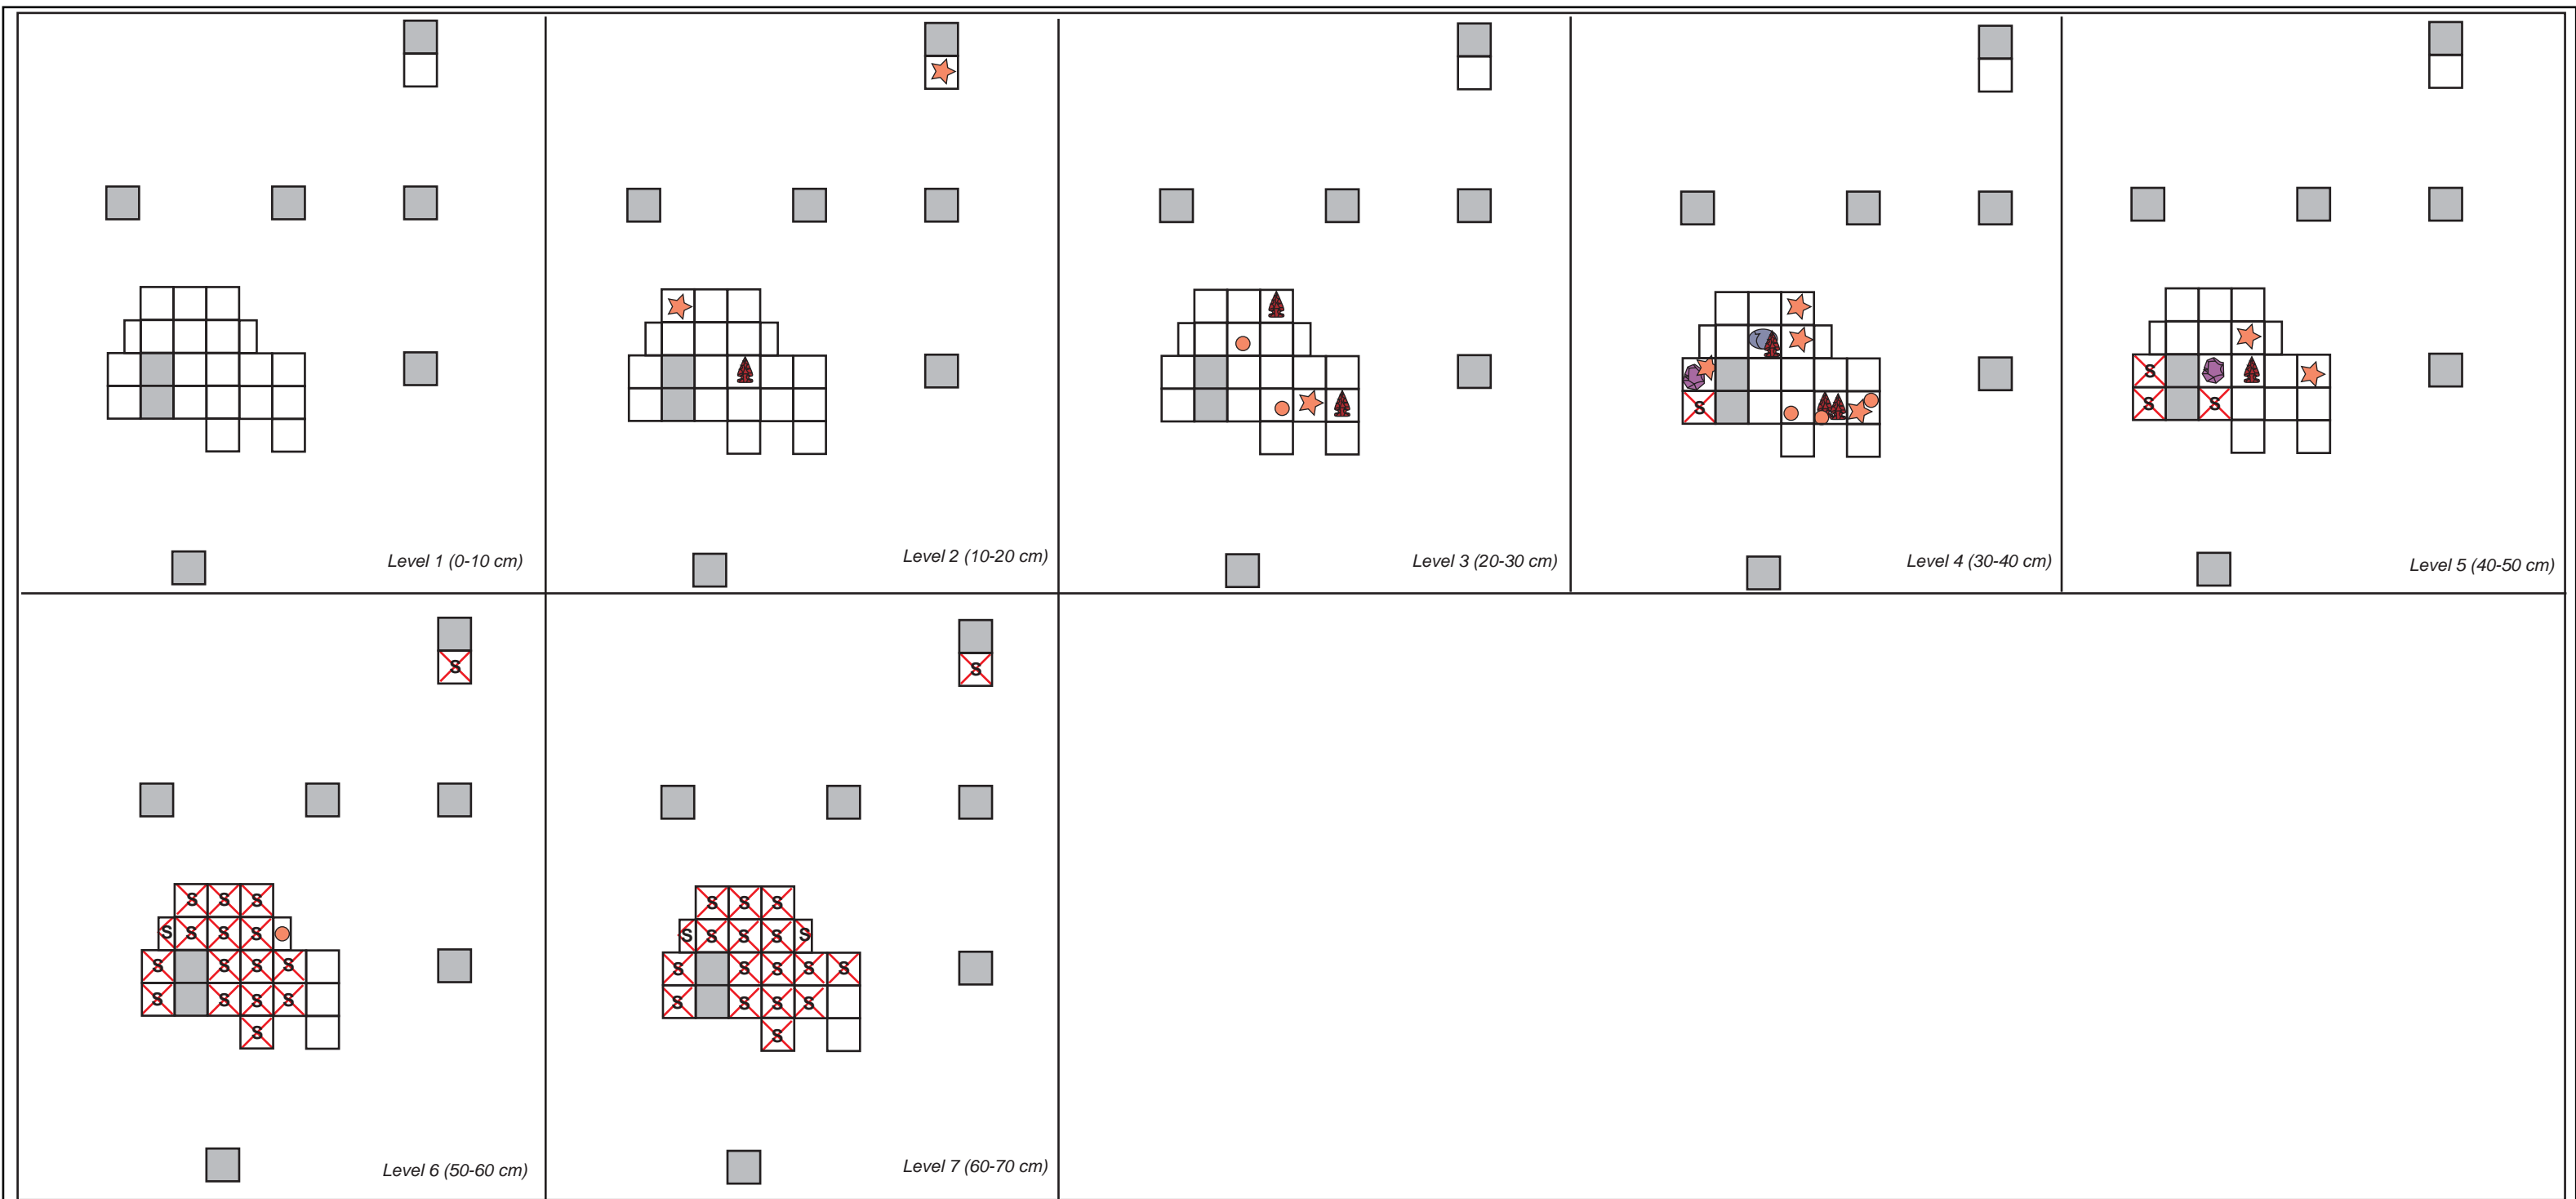 Level 1 (0-10 cm)
Level 2 (10-20 cm)
Level 3 (20-30 cm)
S
Level 4 (30-40 cm)
S
S S
Level 5 (40-50 cm)
S
S S S
S S S S
S S S S
S S S S
S
Level 6 (50-60 cm)
S
S S S
S S S S S
S S S S S
S S S S
S
Level 7 (60-70 cm)